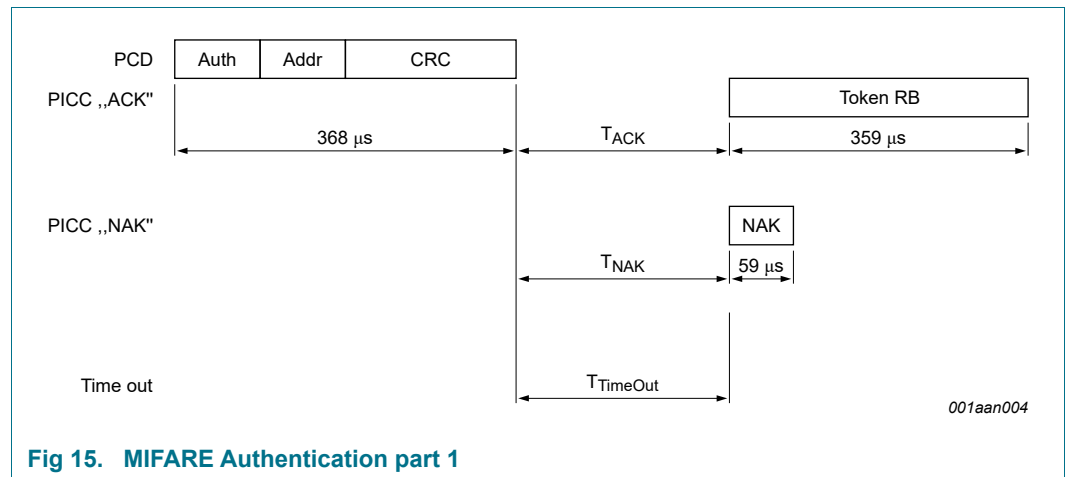 PCD Auth Addr CRC
PICC ,,ACK" Token RB
368 μs TACK 359 μs
PICC ,,NAK" NAK
TNAK 59 μs
Time out TTimeOut
001aan004
Fig 15. MIFARE Authentication part 1